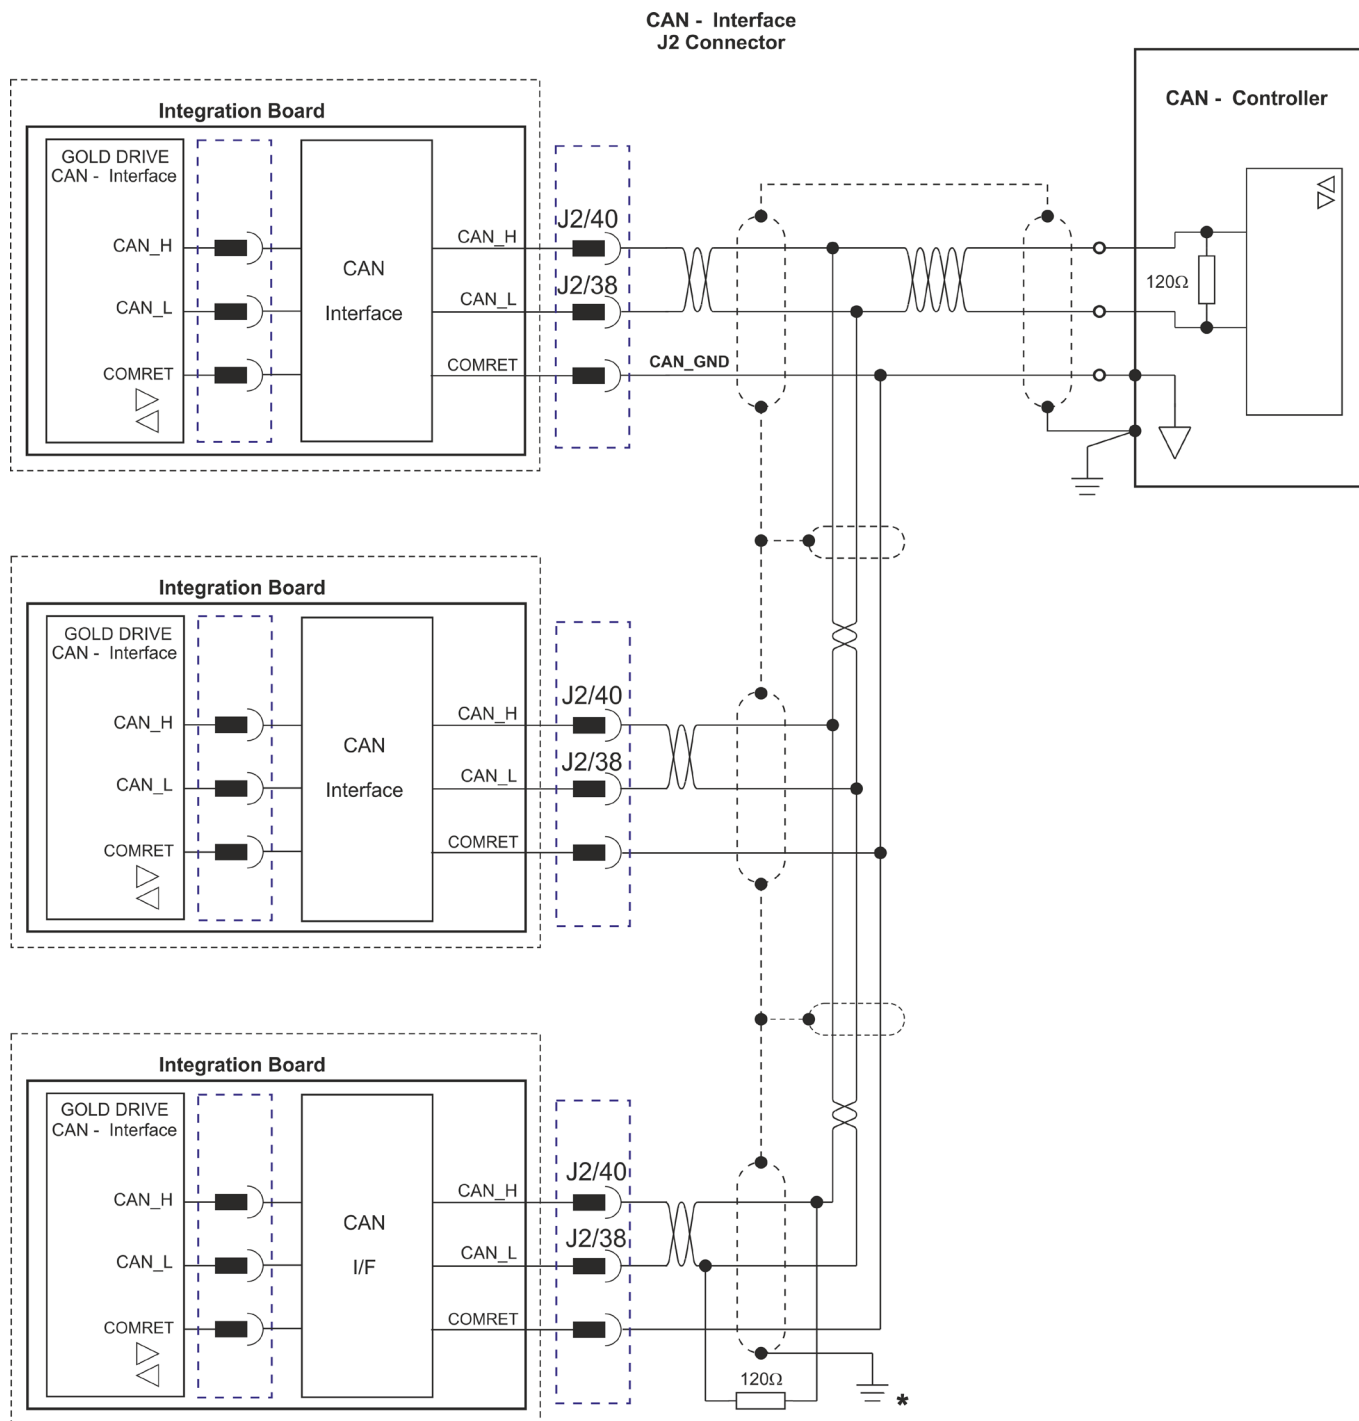 CAN - Interface
J2 Connector
CAN - Controller
120Ω
Integration Board
GOLD DRIVE
CAN - Interface
CAN_H
CAN_L
COMRET
CAN
Interface
CAN_H
CAN_L
COMRET
J2/40
J2/38
CAN_GND
Integration Board
GOLD DRIVE
CAN - Interface
CAN_H
CAN_L
COMRET
CAN
Interface
CAN_H
CAN_L
COMRET
J2/40
J2/38
Integration Board
GOLD DRIVE
CAN - Interface
CAN_H
CAN_L
COMRET
CAN
I/F
CAN_H
CAN_L
COMRET
J2/40
J2/38
120Ω
*